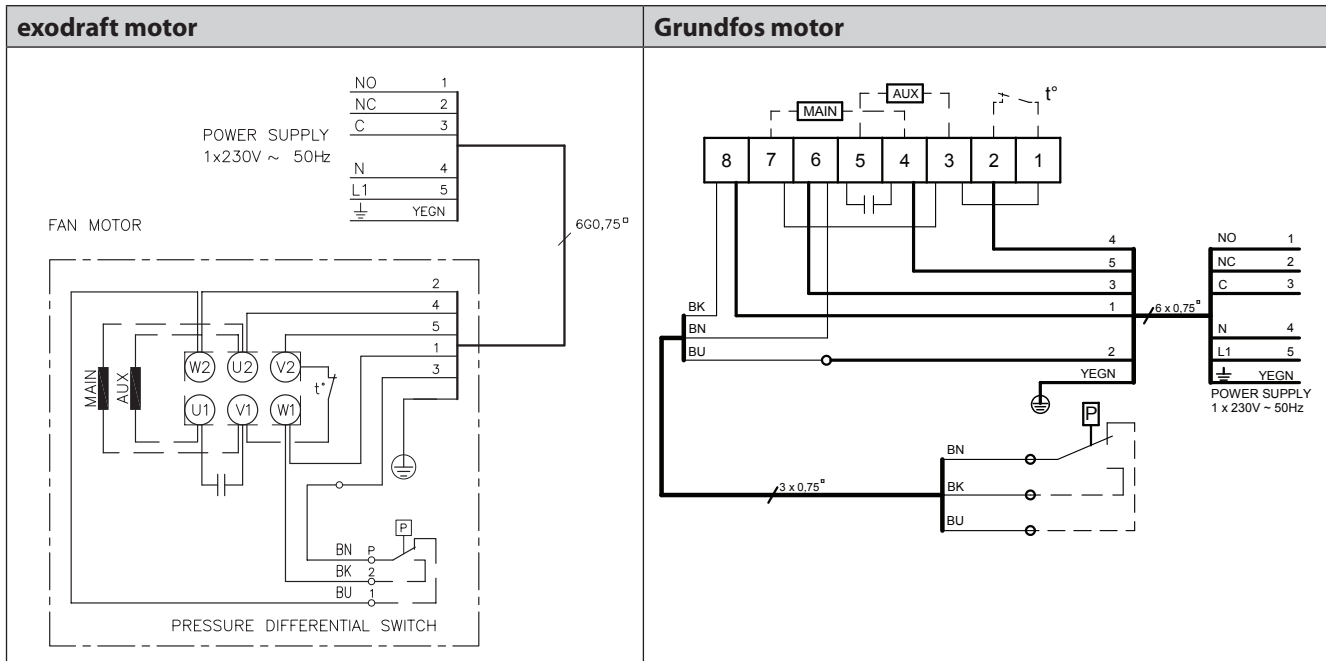 exodraft motor
NO 1
NC 2
C 3
POWER SUPPLY
1x230V ~ 50Hz
N 4
L1 5
YEGN
6G0,75
FAN MOTOR
2
4
5
1
3
MAIN
AUX
W2 U2 V2
t°
U1 V1 W1
P
BN P
BK 2
BU 1
PRESSURE DIFFERENTIAL SWITCH
Grundfos motor
AUX
t°
MAIN
8 7 6 5 4 3 2 1
4
5
3
1
2
YEGN
BK
BN
BU
6 x 0,75
NO 1
NC 2
C 3
N 4
L1 5
YEGN
POWER SUPPLY
1 x 230V ~ 50Hz
P
BN
BK
BU
3 x 0,75